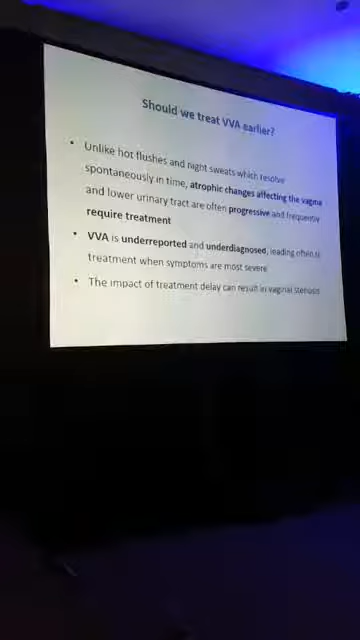 Should we treat VVA earlier?
• Unlike hot flushes and night sweats which resolve
spontaneously in time, atrophic changes affecting the vagina
and lower urinary tract are often progressive and frequently
require treatment
• VVA is underreported and underdiagnosed, leading often to
treatment when symptoms are most severe
• The impact of treatment delay can result in vaginal stenosis